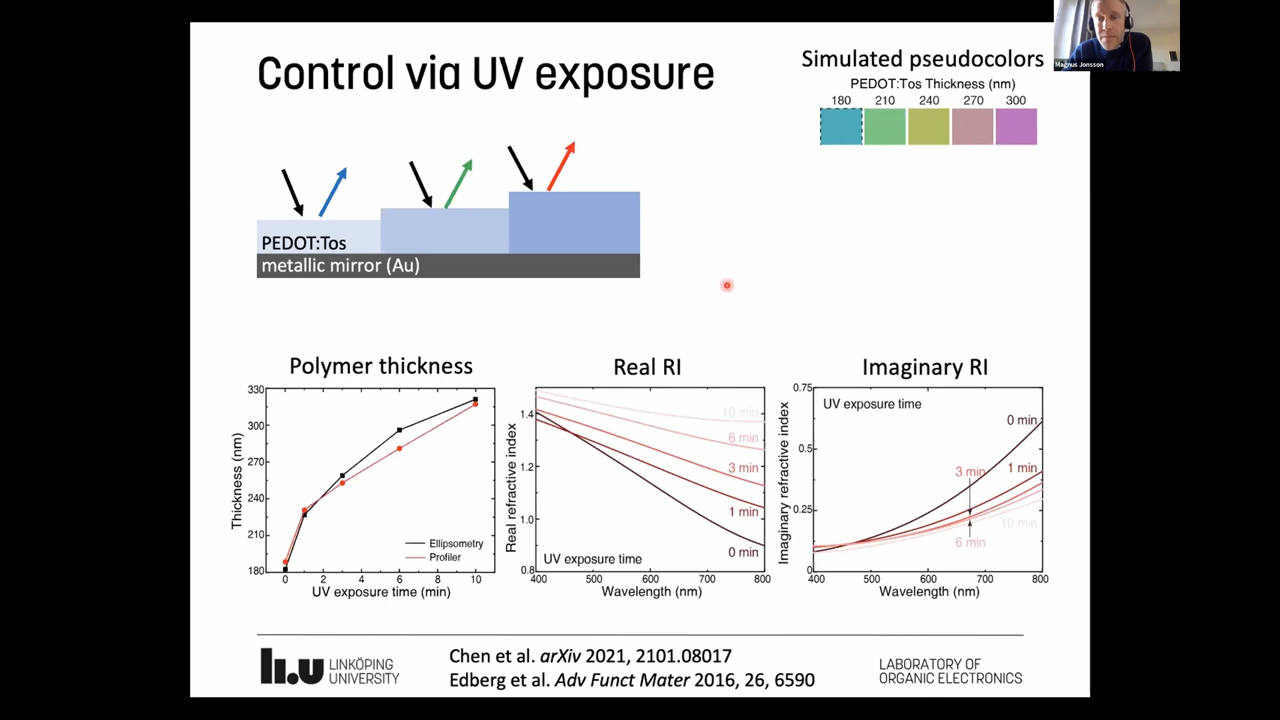 Control via UV exposure
Simulated pseudocolors
PEDOT:Tos Thickness (nm)
180 210 240 270 300
Magnus Jonsson
PEDOT:Tos
metallic mirror (Au)
Polymer thickness
330
300
270
240
210
180
Thickness (nm)
Ellipsometry
Profiler
0 2 4 6 8 10
UV exposure time (min)
Real RI
1.4
1.2
1.0
0.8
Real refractive index
10 min
6 min
3 min
1 min
0 min
UV exposure time
400 500 600 700 800
Wavelength (nm)
Imaginary RI
0.75
0.5
0.25
0
Imaginary refractive index
UV exposure time
0 min
3 min
1 min
10 min
6 min
400 500 600 700 800
Wavelength (nm)
li.u LINKÖPING
UNIVERSITY
Chen et al. arXiv 2021, 2101.08017
Edberg et al. Adv Funct Mater 2016, 26, 6590
LABORATORY OF
ORGANIC ELECTRONICS